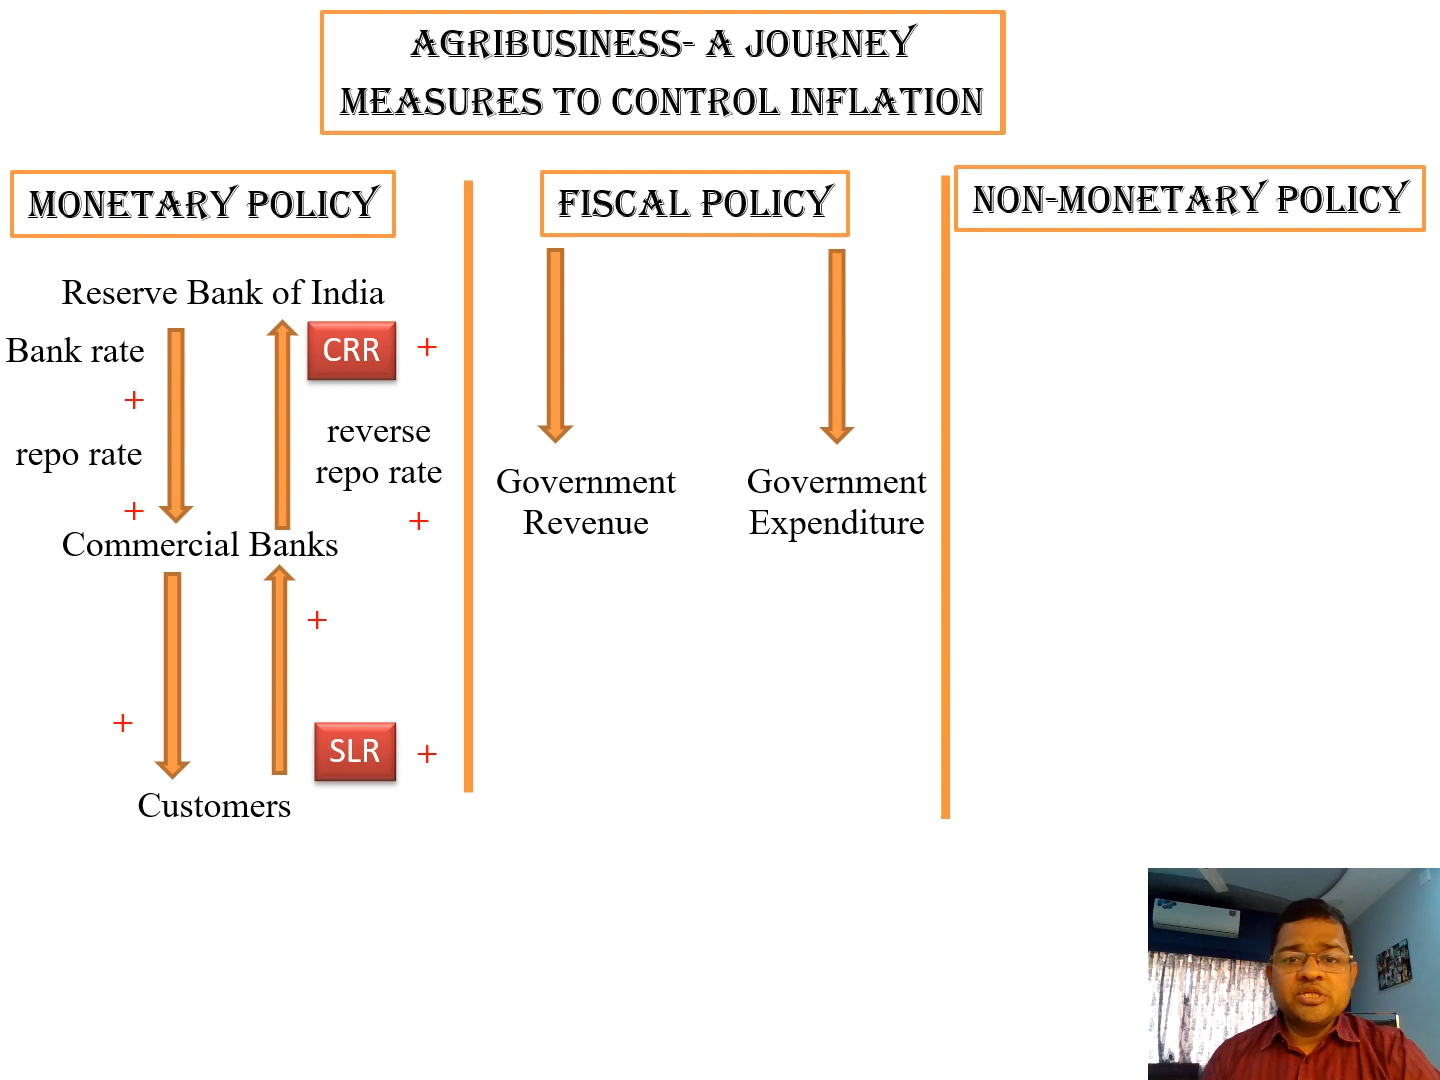 AGRIBUSINESS- A JOURNEY
MEASURES TO CONTROL INFLATION
MONETARY POLICY
Reserve Bank of India
Bank rate
+
CRR +
repo rate
+
reverse
repo rate
+
Commercial Banks
+
+
SLR +
Customers
FISCAL POLICY
Government
Revenue
Government
Expenditure
NON-MONETARY POLICY